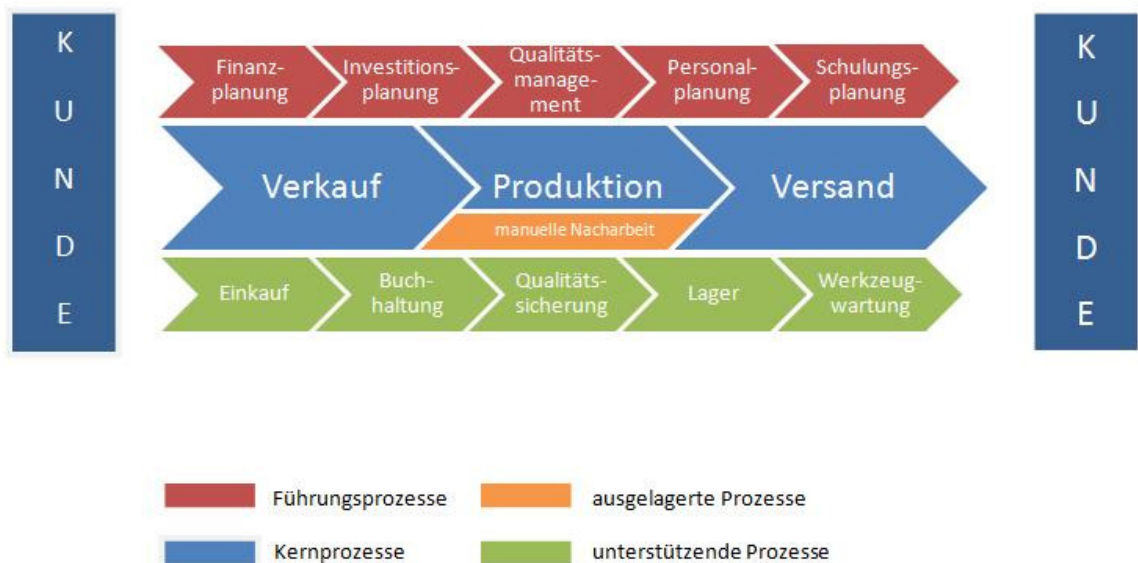 K
U
N
D
E
Finanz-
planung
Investitions-
planung
Qualitäts-
manage-
ment
Personal-
planung
Schulungs-
planung
Verkauf
Produktion
Versand
manuelle Nacharbeit
Einkauf
Buch-
haltung
Qualitäts-
sicherung
Lager
Werkzeug-
wartung
K
U
N
D
E
Führungsprozesse
ausgelagerte Prozesse
Kernprozesse
unterstützende Prozesse